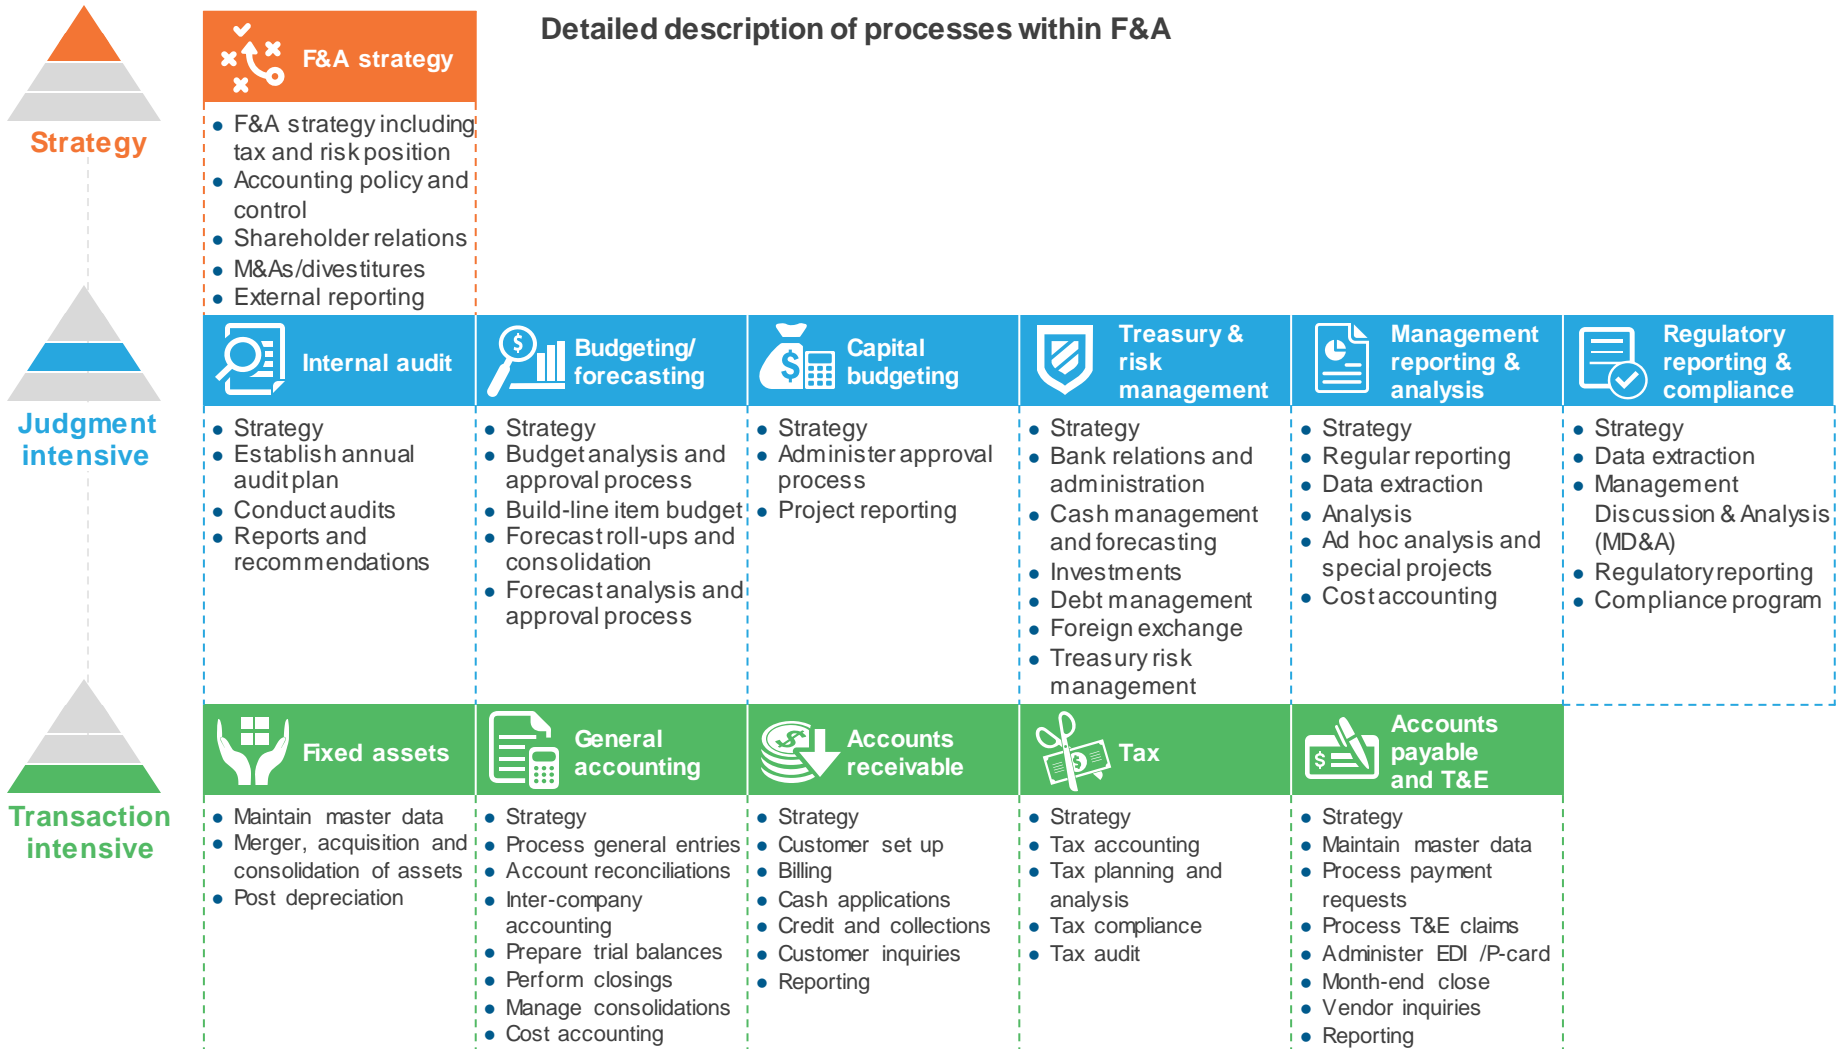 Detailed description of processes within F&A
Strategy
F&A strategy
● F&A strategy including
tax and risk position
● Accounting policy and
control
● Shareholder relations
● M&As/divestitures
● External reporting
Judgment
intensive
Internal audit
● Strategy
● Establish annual
audit plan
● Conduct audits
● Reports and
recommendations
Budgeting/
forecasting
● Strategy
● Budget analysis and
approval process
● Build-line item budget
● Forecast roll-ups and
consolidation
● Forecast analysis and
approval process
Capital
budgeting
● Strategy
● Administer approval
process
● Project reporting
Treasury &
risk
management
● Strategy
● Bank relations and
administration
● Cash management
and forecasting
● Investments
● Debt management
● Foreign exchange
● Treasury risk
management
Management
reporting &
analysis
● Strategy
● Regular reporting
● Data extraction
● Analysis
● Ad hoc analysis and
special projects
● Cost accounting
Regulatory
reporting &
compliance
● Strategy
● Data extraction
● Management
Discussion & Analysis
(MD&A)
● Regulatory reporting
● Compliance program
Transaction
intensive
Fixed assets
● Maintain master data
● Merger, acquisition and
consolidation of assets
● Post depreciation
General
accounting
● Strategy
● Process general entries
● Account reconciliations
● Inter-company
accounting
● Prepare trial balances
● Perform closings
● Manage consolidations
● Cost accounting
Accounts
receivable
● Strategy
● Customer set up
● Billing
● Cash applications
● Credit and collections
● Customer inquiries
● Reporting
Tax
● Strategy
● Tax accounting
● Tax planning and
analysis
● Tax compliance
● Tax audit
Accounts
payable
and T&E
● Strategy
● Maintain master data
● Process payment
requests
● Process T&E claims
● Administer EDI /P-card
● Month-end close
● Vendor inquiries
● Reporting